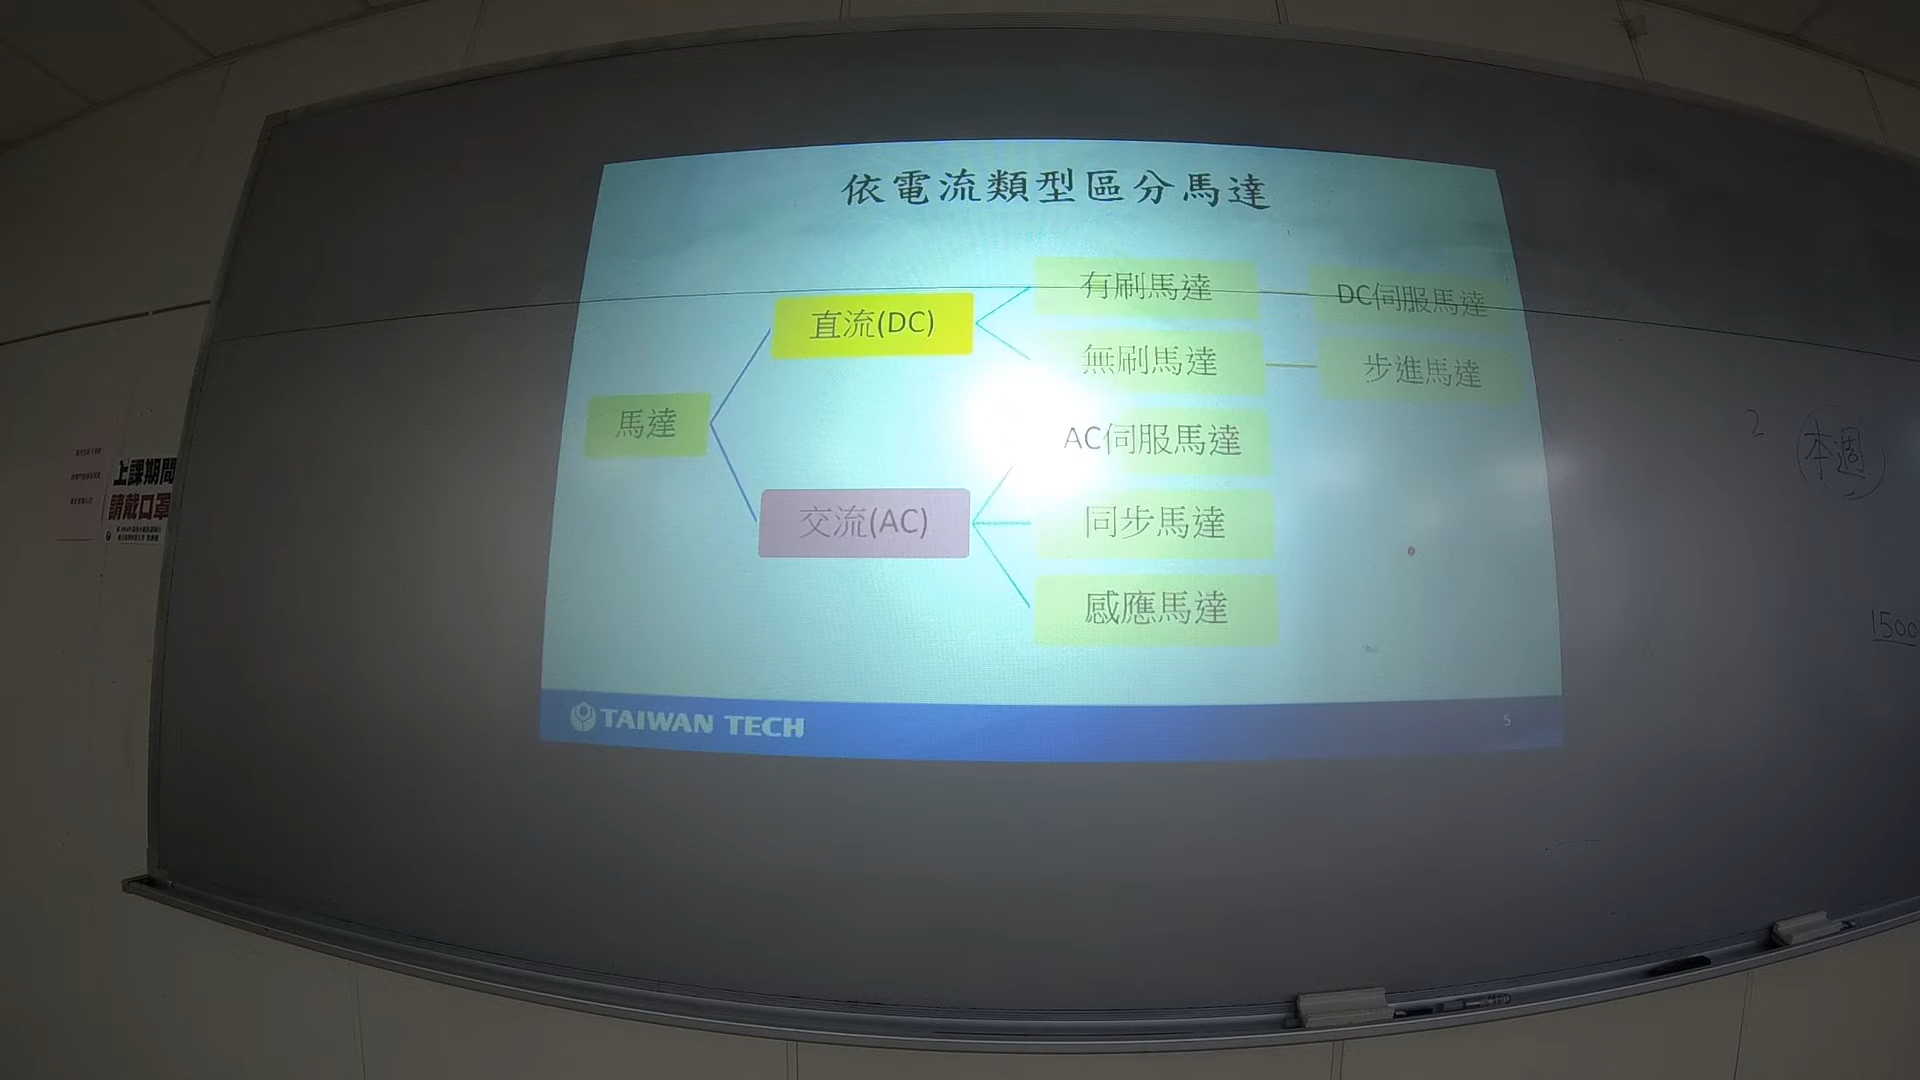 依電流類型區分馬達
有刷馬達
DC伺服馬達
直流(DC)
無刷馬達
步進馬達
馬達
AC伺服馬達
交流(AC)
同步馬達
感應馬達
TAIWAN TECH
5
上課期間
請戴口罩
2
本週
1500